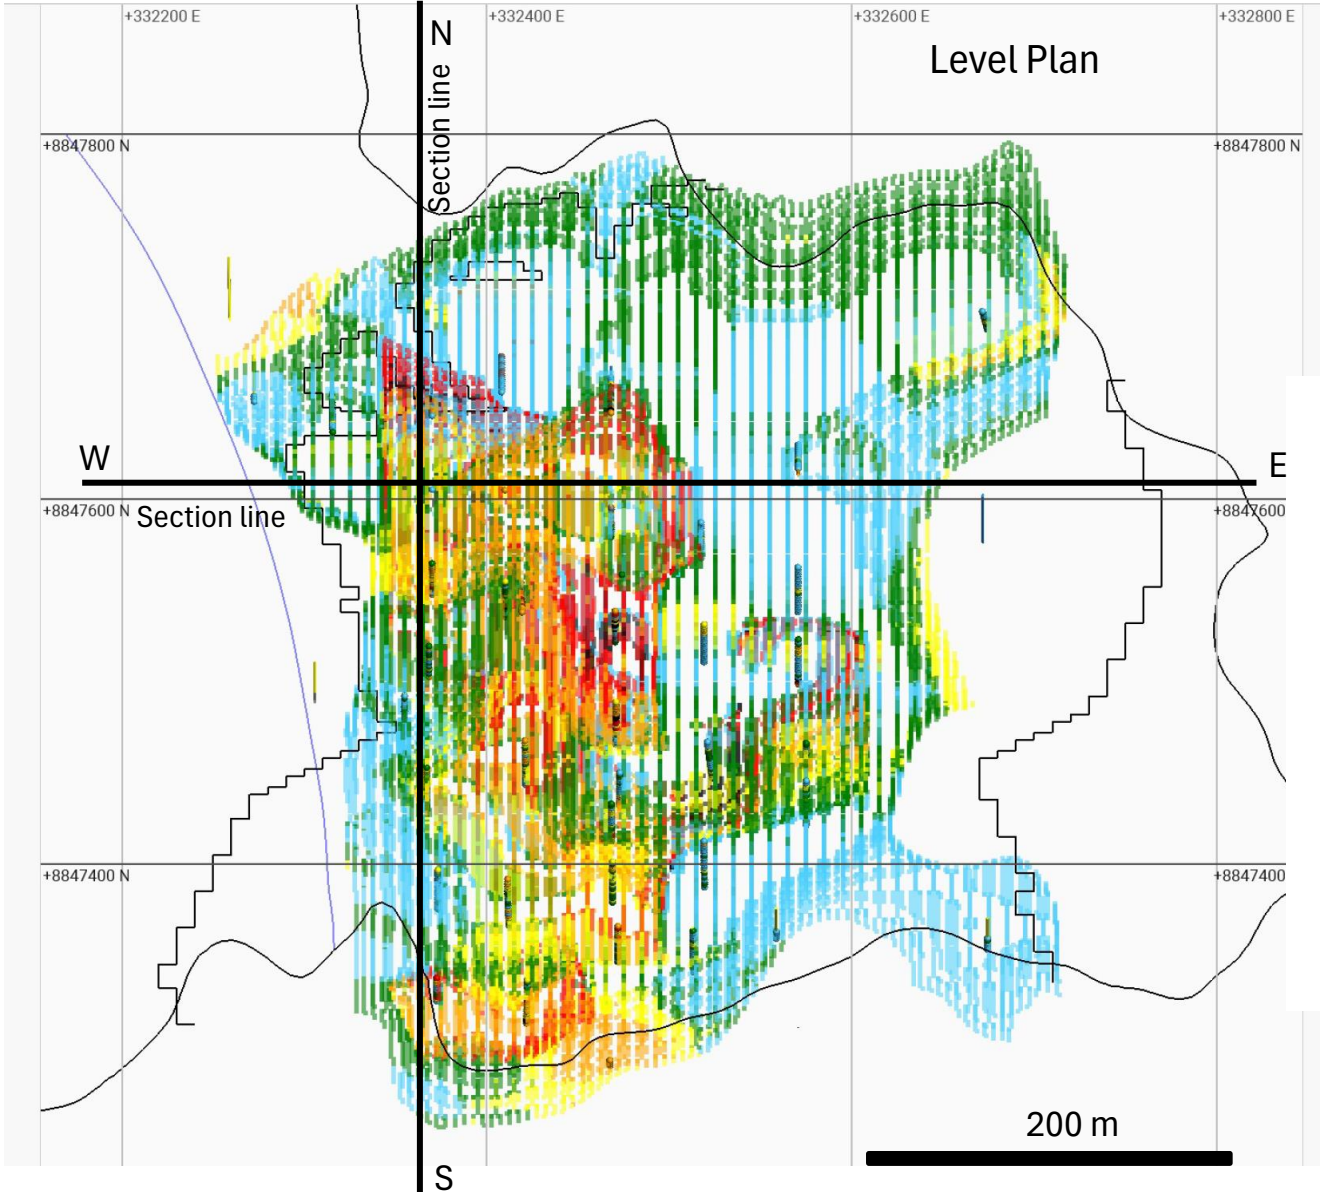 +332200 E
+332400 E
+332600 E
+332800 E
N
Level Plan
Section line
+8847800 N
+8847800 N
W
E
Section line
+8847600 N
+8847600
+8847400 N
+8847400
200 m
S